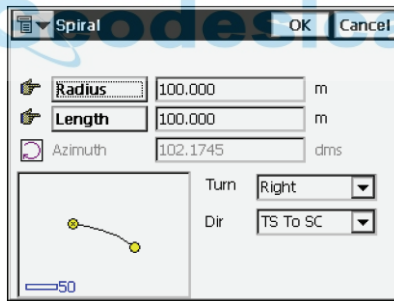 Geodesical
Spiral OK Cancel
Radius 100.000 m
Length 100.000 m
Azimuth 102.1745 dms
Turn Right
Dir TS To SC
50